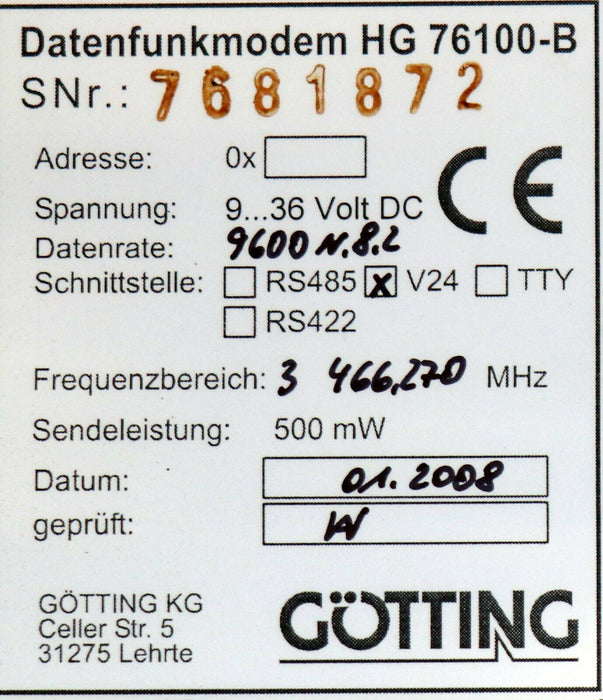 Datenfunkmodem HG 76100-B
SNr.: 7681872
Adresse: 0x
CE
Spannung: 9...36 Volt DC
Datenrate: 9600 N.8.2
Schnittstelle: RS485 x V24 TTY
RS422
Frequenzbereich: 3 466,270 MHz
Sendeleistung: 500 mW
Datum: 01.2008
geprüft:
GÖTTING KG
Celler Str. 5
31275 Lehrte
GÖTTING